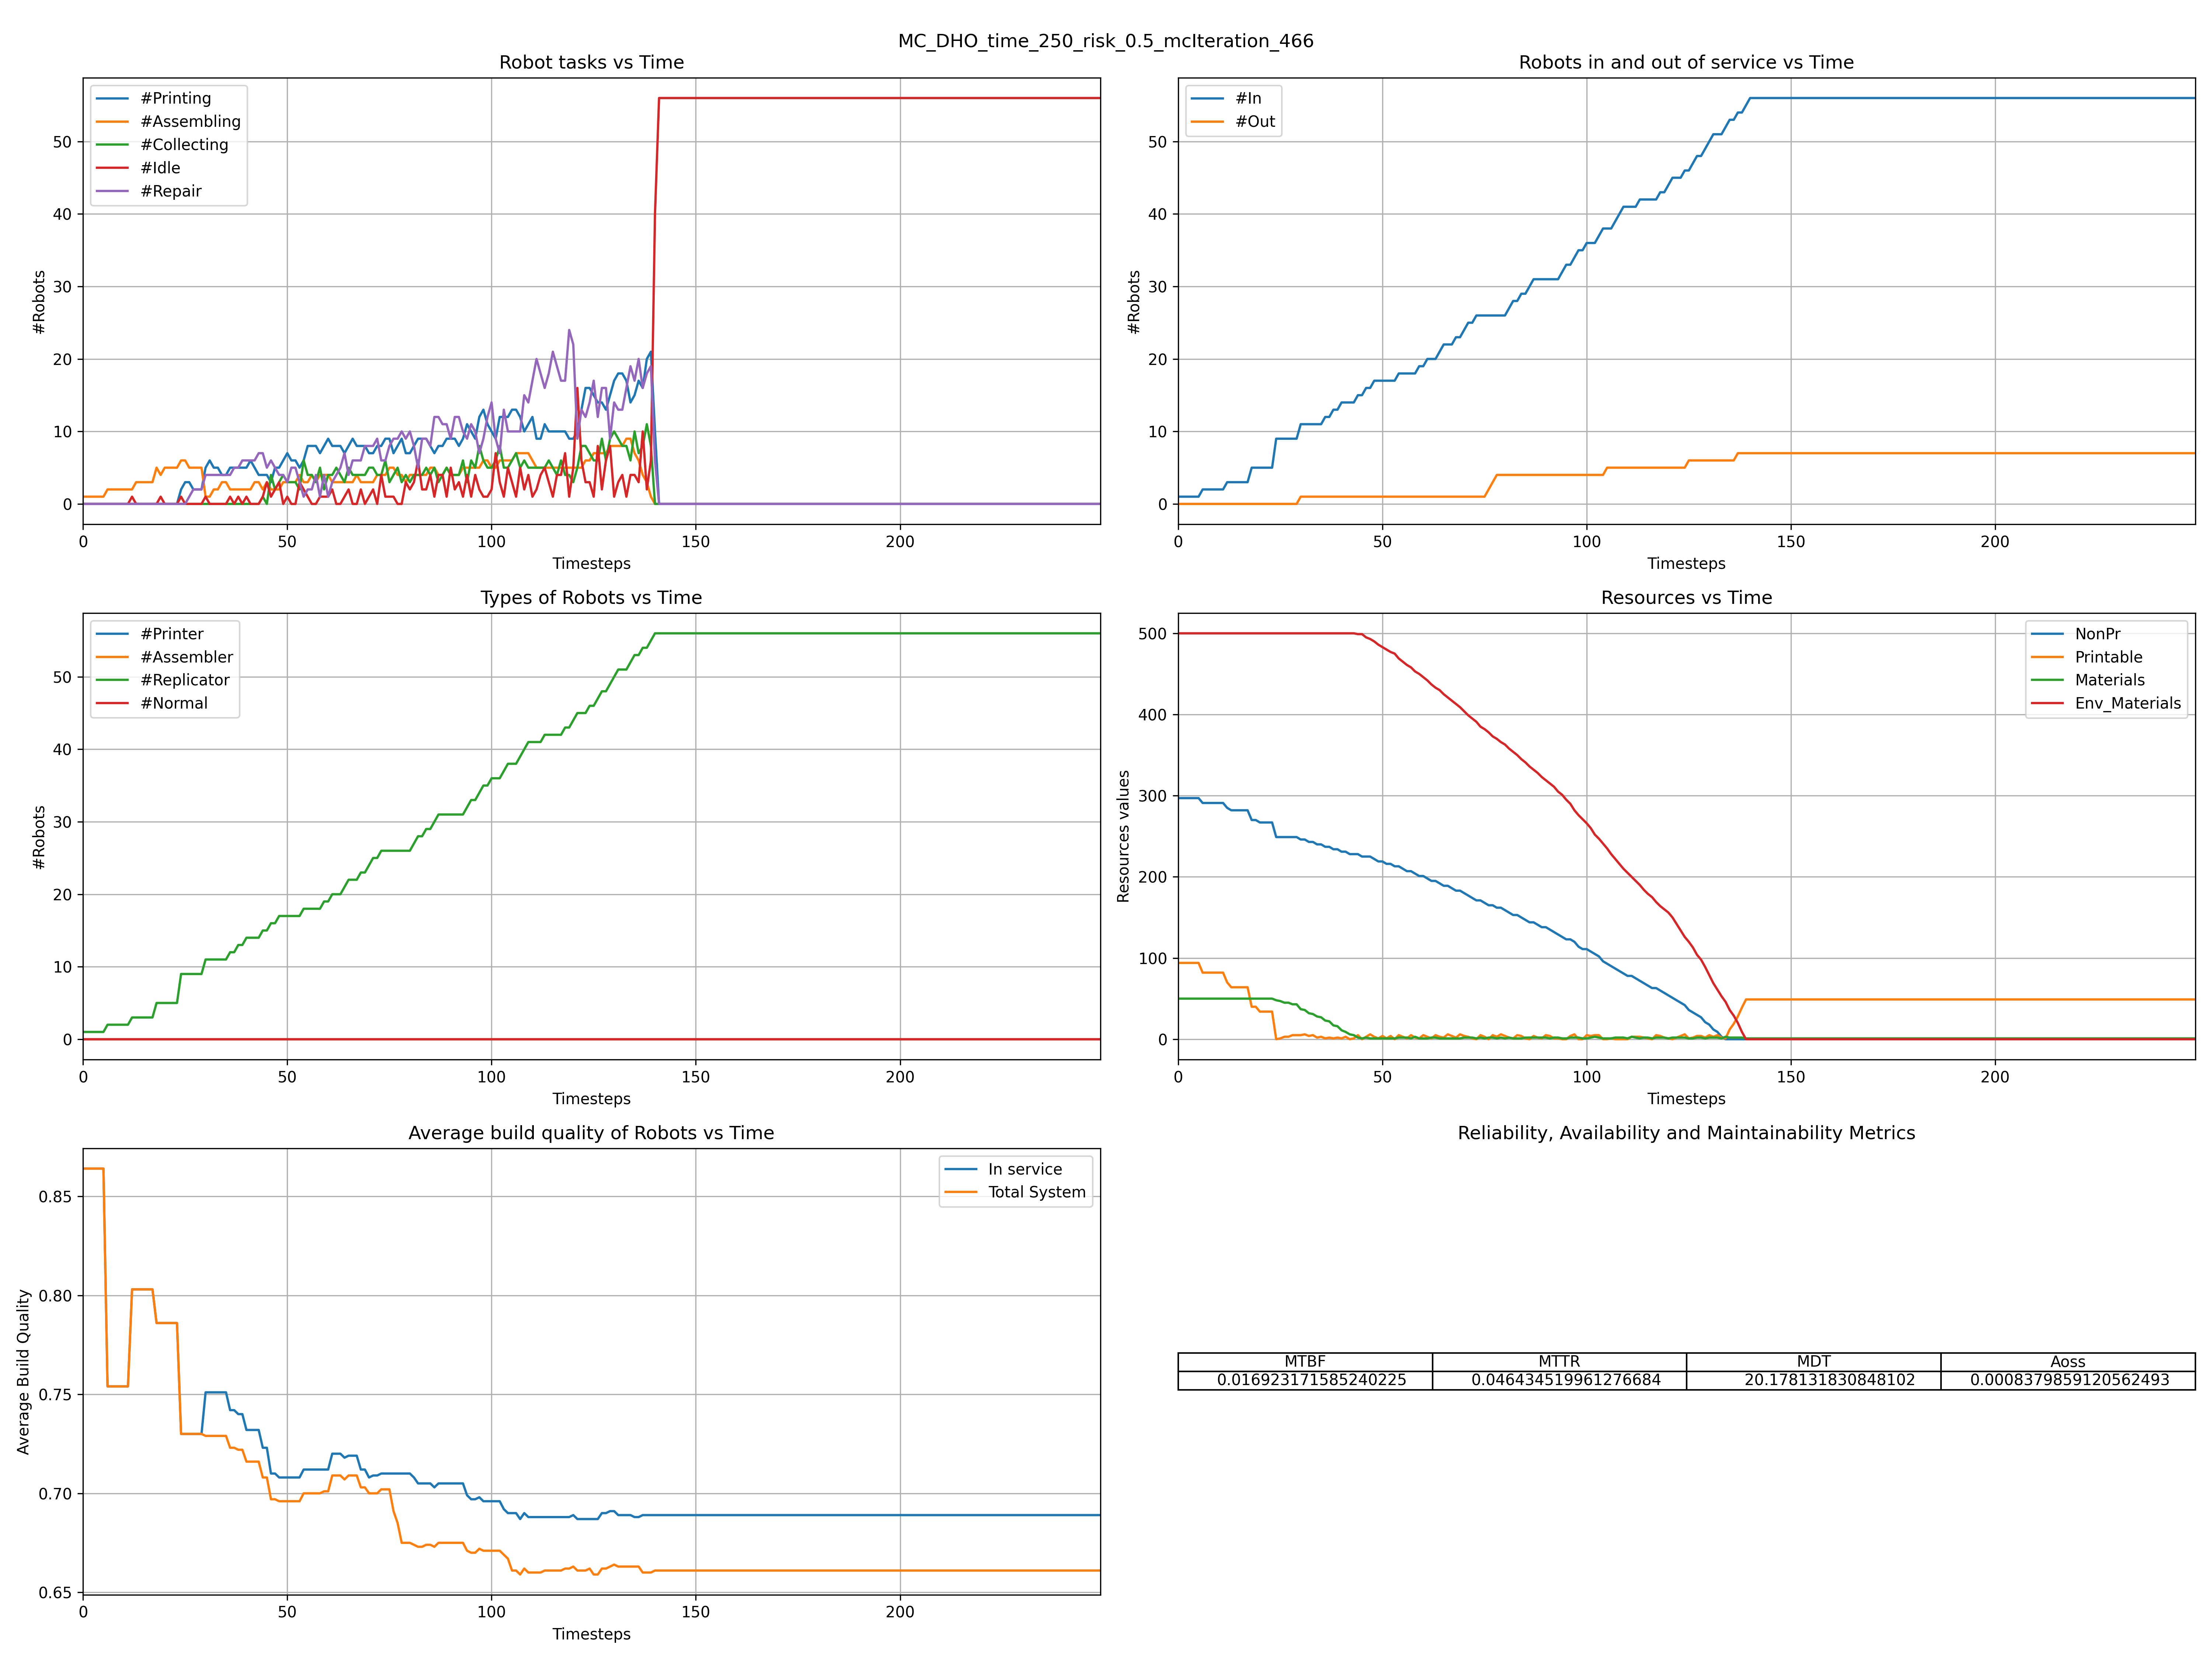 MC_DHO_time_250_risk_0.5_mcIteration_466
Robot tasks vs Time
#Printing
#Assembling
#Collecting
#Idle
#Repair
#Robots
50
40
30
20
10
0
0 50 100 150 200
Timesteps
Robots in and out of service vs Time
#In
#Out
#Robots
50
40
30
20
10
0
0 50 100 150 200
Timesteps
Types of Robots vs Time
#Printer
#Assembler
#Replicator
#Normal
#Robots
50
40
30
20
10
0
0 50 100 150 200
Timesteps
Resources vs Time
NonPr
Printable
Materials
Env_Materials
Resources values
500
400
300
200
100
0
0 50 100 150 200
Timesteps
Average build quality of Robots vs Time
In service
Total System
Average Build Quality
0.85
0.80
0.75
0.70
0.65
0 50 100 150 200
Timesteps
Reliability, Availability and Maintainability Metrics
MTBF MTTR MDT Aoss
0.016923171585240225 0.046434519961276684 20.178131830848102 0.0008379859120562493